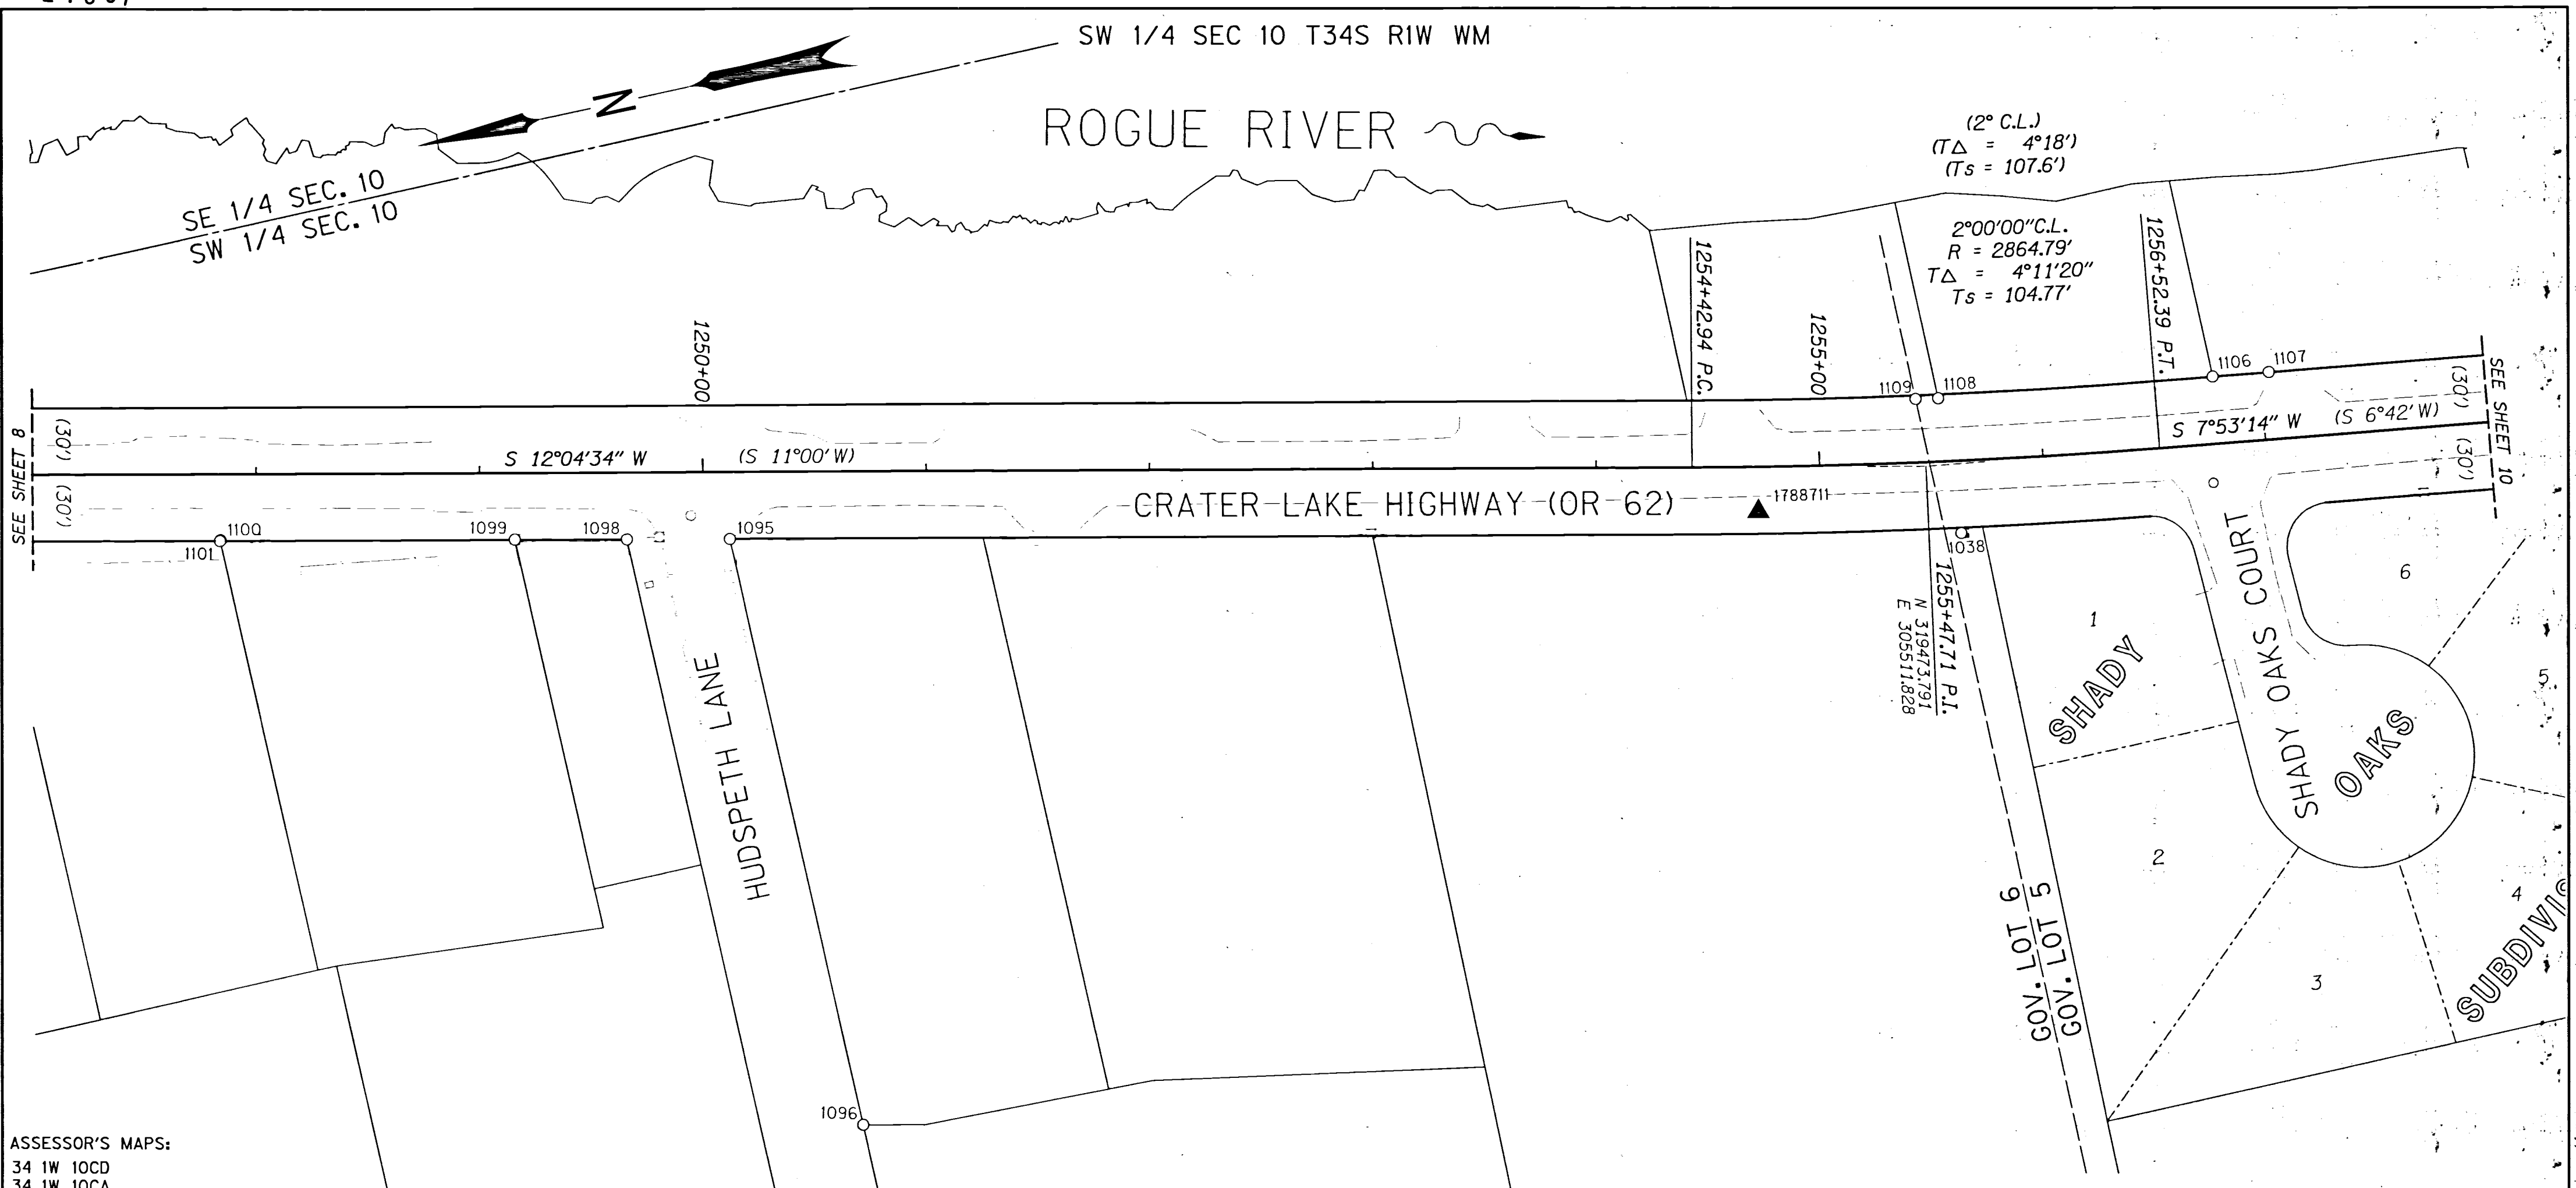 SW 1/4 SEC 10 T34S R1W WM
N
ROGUE RIVER
SE 1/4 SEC. 10
SW 1/4 SEC. 10
(2° C.L.)
(T△ = 4°18')
(Ts = 107.6')
2°00'00"C.L.
R = 2864.79'
T△ = 4°11'20"
Ts = 104.77'
1250+00
1254+42.94 P.C.
1255+00
1256+52.39 P.T.
1109
1108
1106
1107
SEE SHEET 8
(30')
(30')
S 12°04'34" W
(S 11°00' W)
S 7°53'14" W
(S 6°42' W)
(30')
(30')
SEE SHEET 10
CRATER LAKE HIGHWAY (OR 62)
1788711
1100
1101
1099
1098
1095
1038
1255+47.71 P.I.
N 319473.791
E 305511.828
HUDSPETH LANE
SHADY OAKS COURT
1
6
5
SHADY
OAKS
2
4
3
SUBDIVIS
GOV. LOT 6
GOV. LOT 5
1096
ASSESSOR'S MAPS:
34 1W 10CD
34 1W 10CA